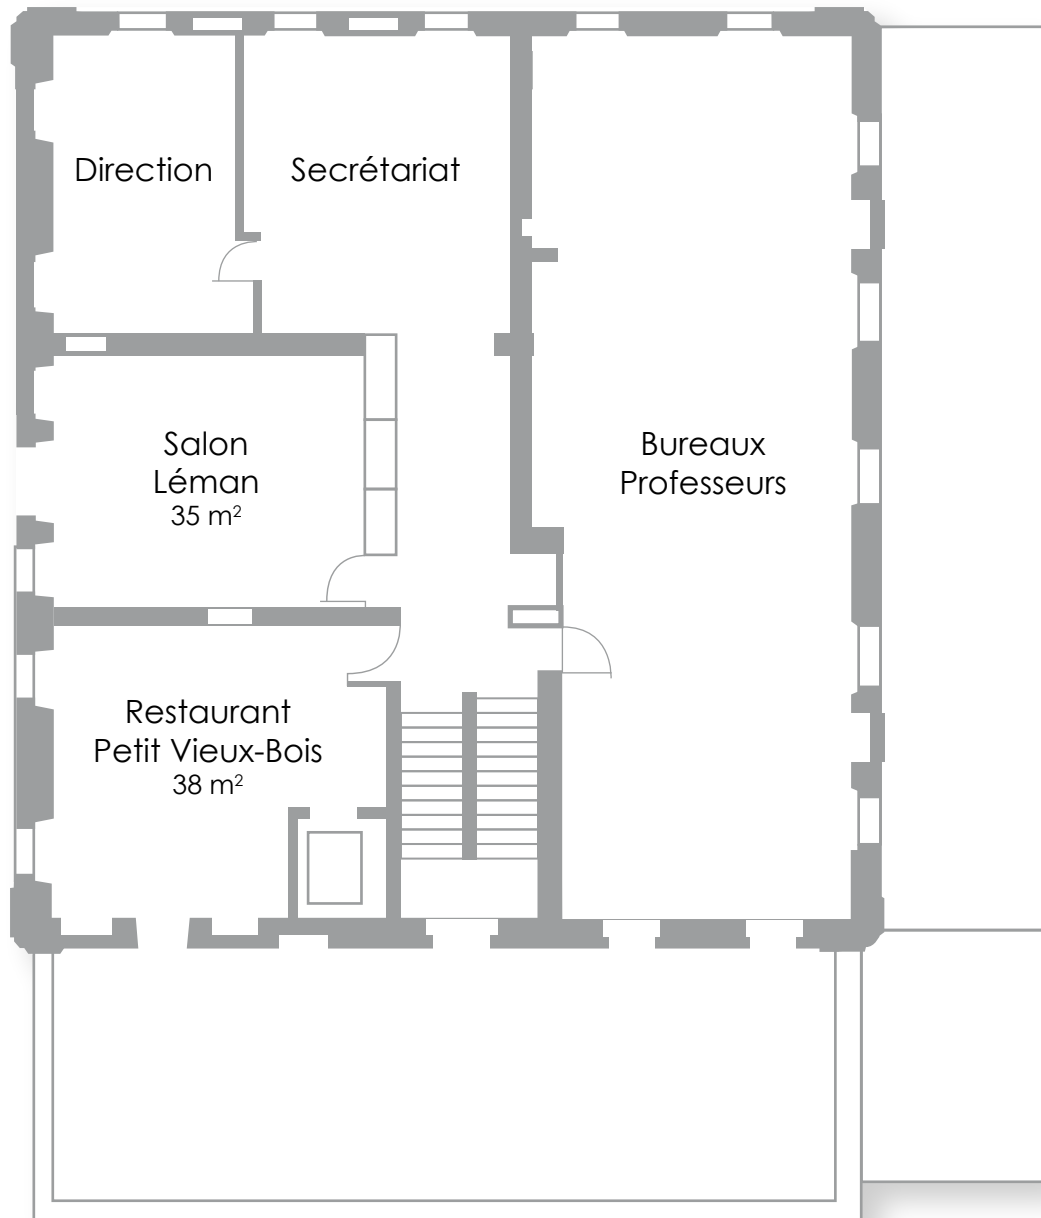 Direction
Secrétariat
Salon
Léman
35 m²
Bureaux
Professeurs
Restaurant
Petit Vieux-Bois
38 m²